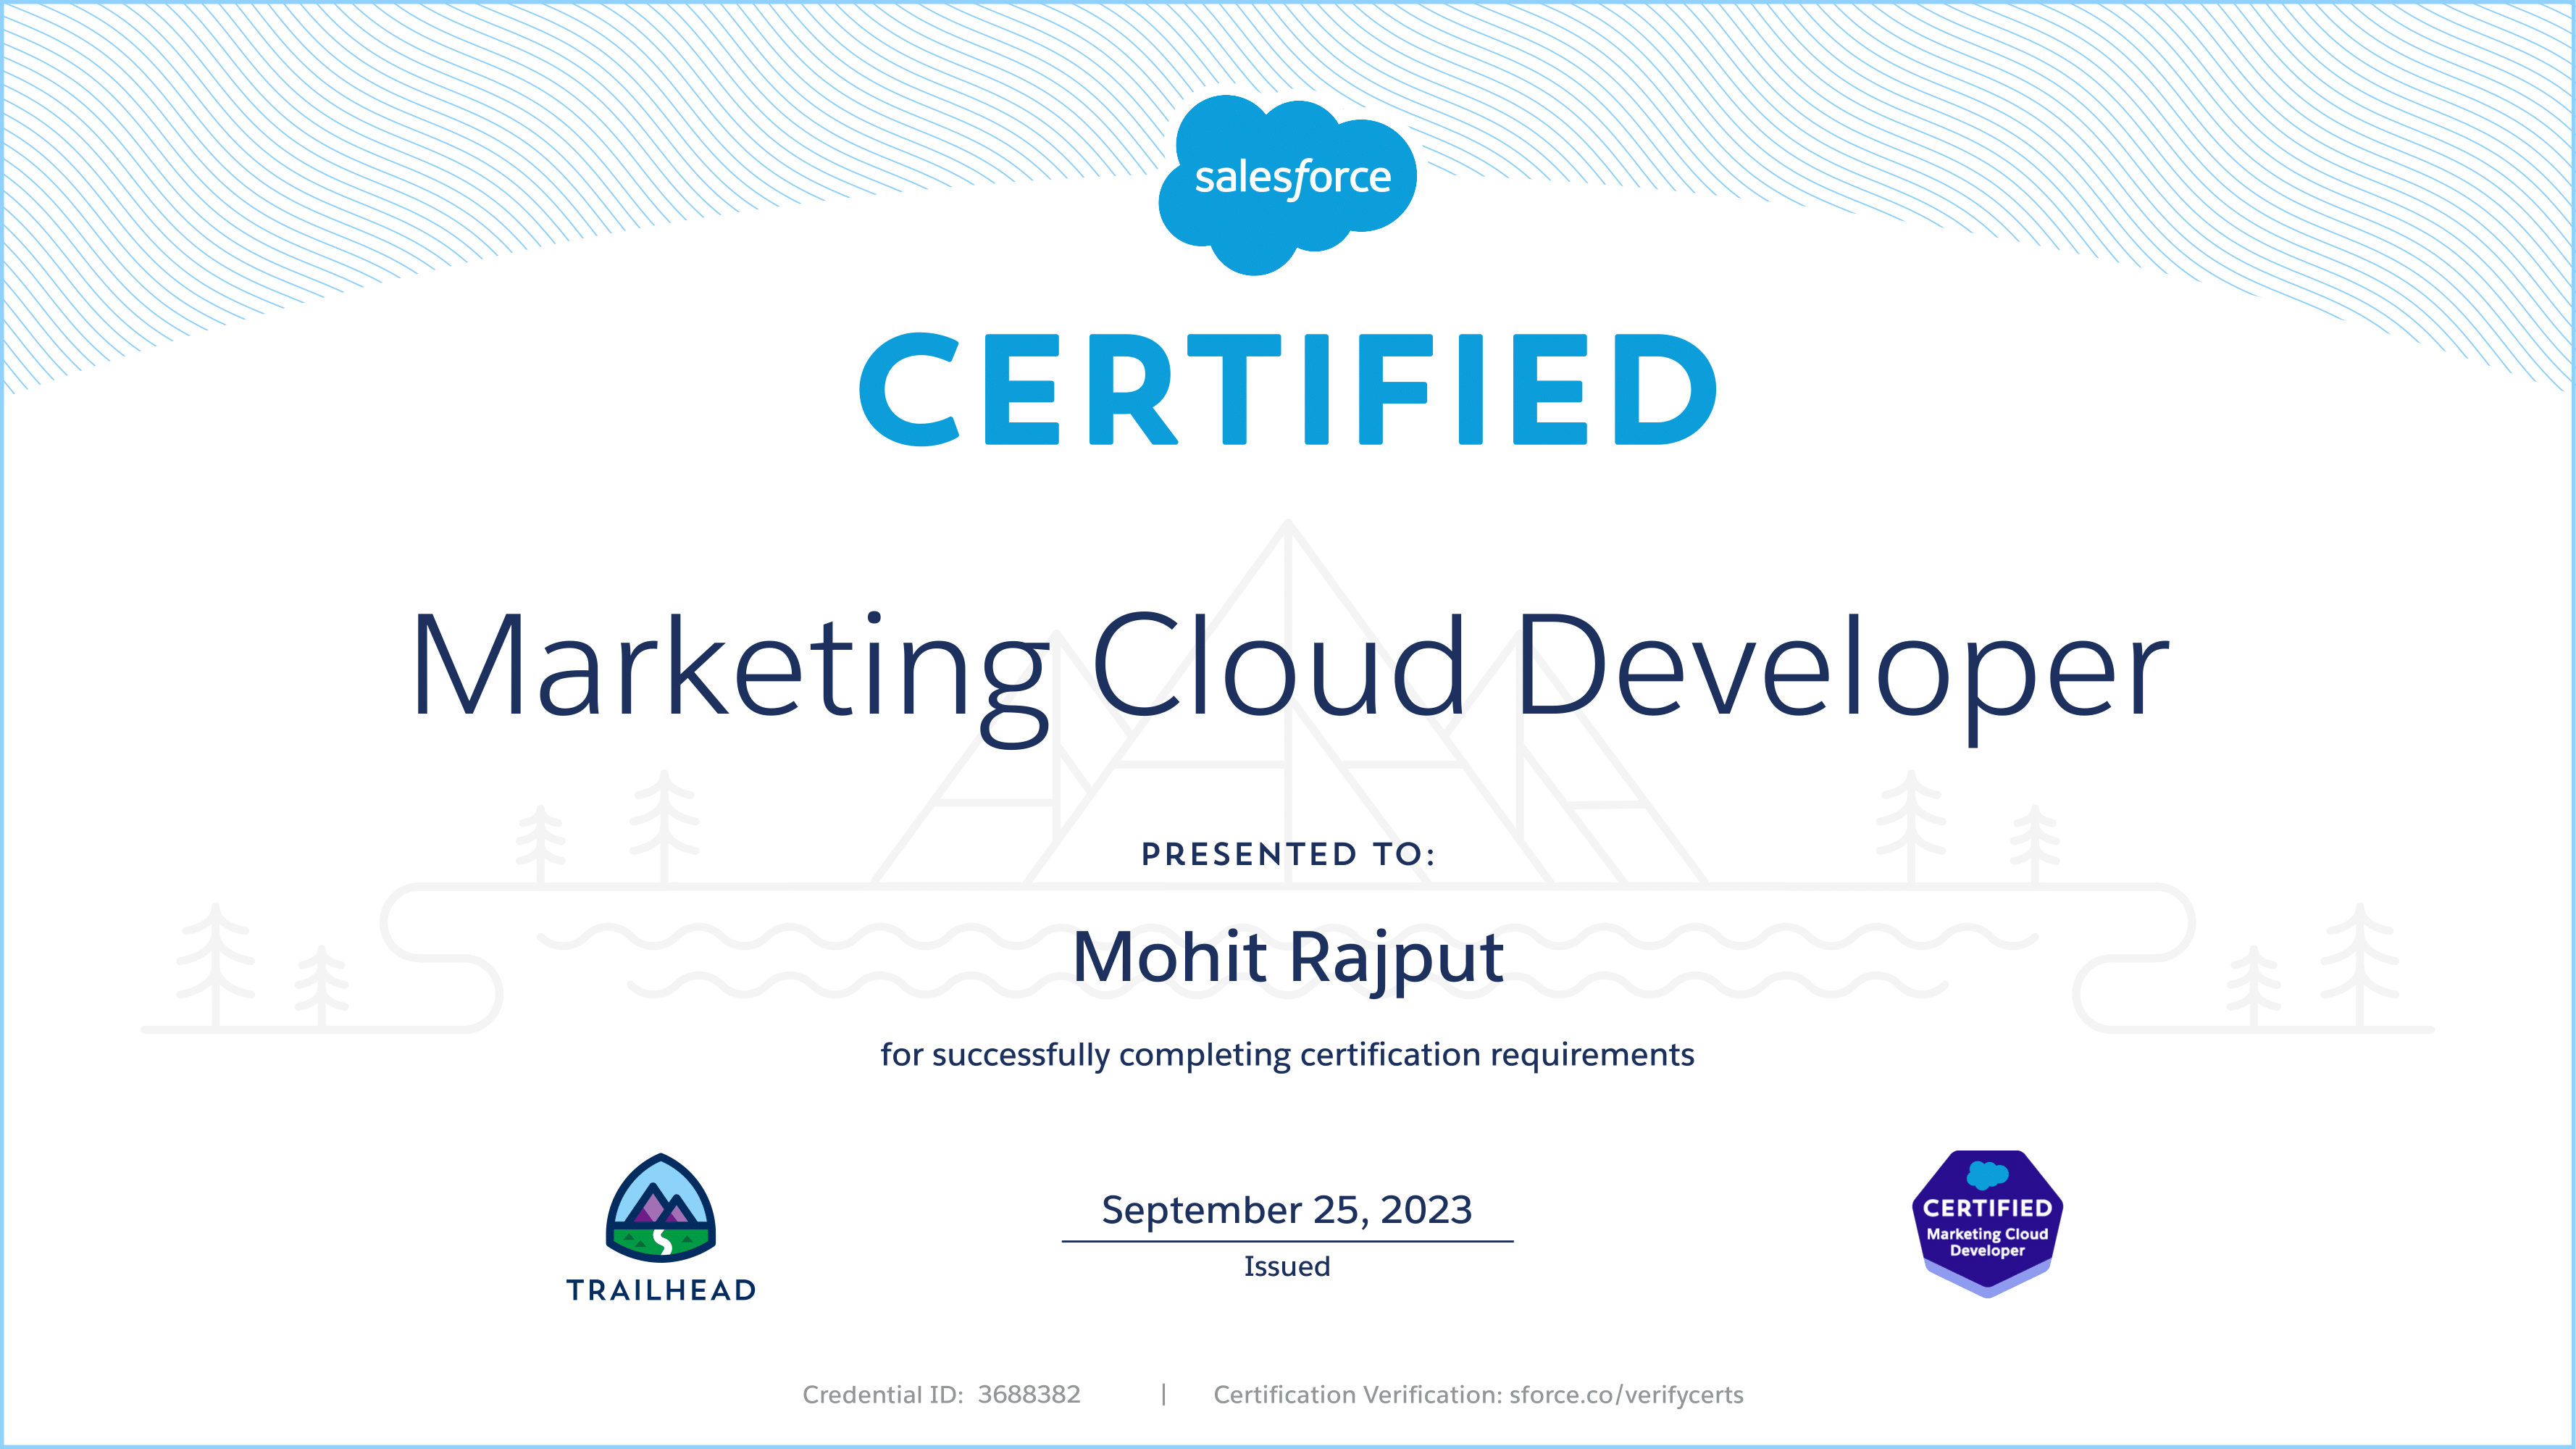 salesforce
CERTIFIED
Marketing Cloud Developer
PRESENTED TO:
Mohit Rajput
for successfully completing certification requirements
TRAILHEAD
September 25, 2023
Issued
CERTIFIED
Marketing Cloud
Developer
Credential ID: 3688382 | Certification Verification: sforce.co/verifycerts